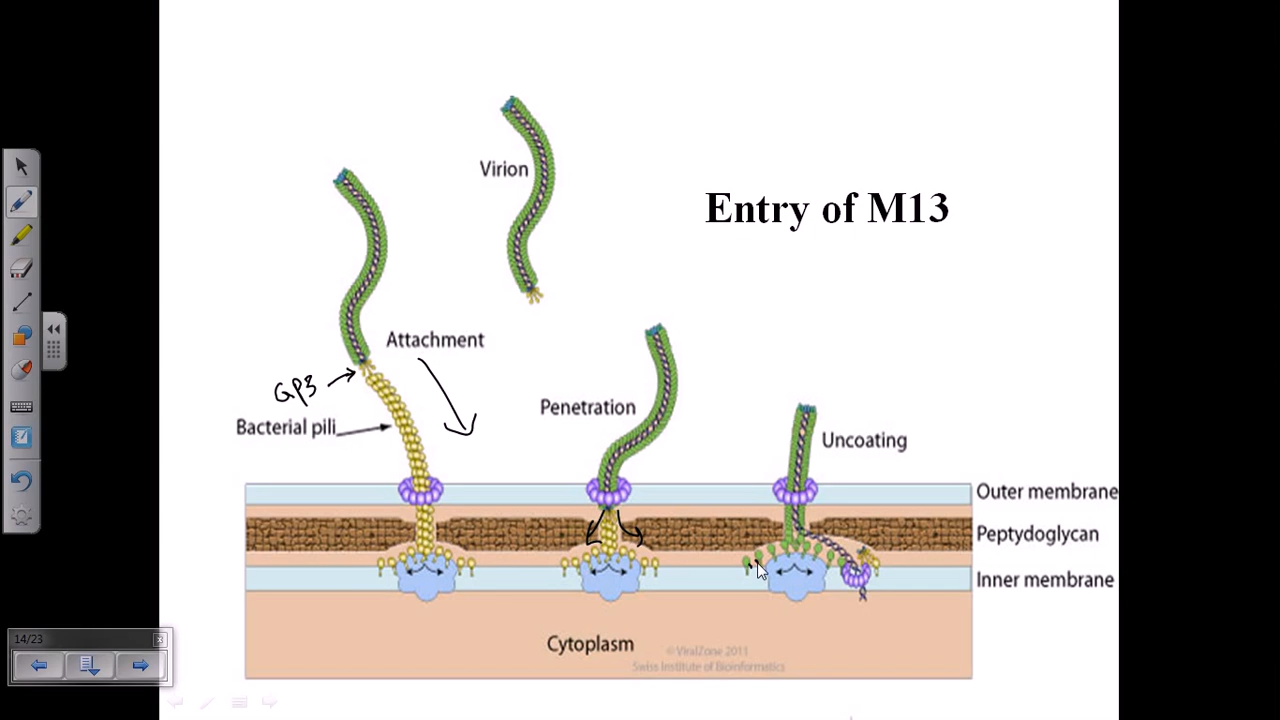 Virion
Entry of M13
Attachment
GP3
Bacterial pili
Penetration
Uncoating
Outer membrane
Peptydoglycan
Inner membrane
Cytoplasm
© ViralZone 2011
Swiss Institute of Bioinformatics
14/23